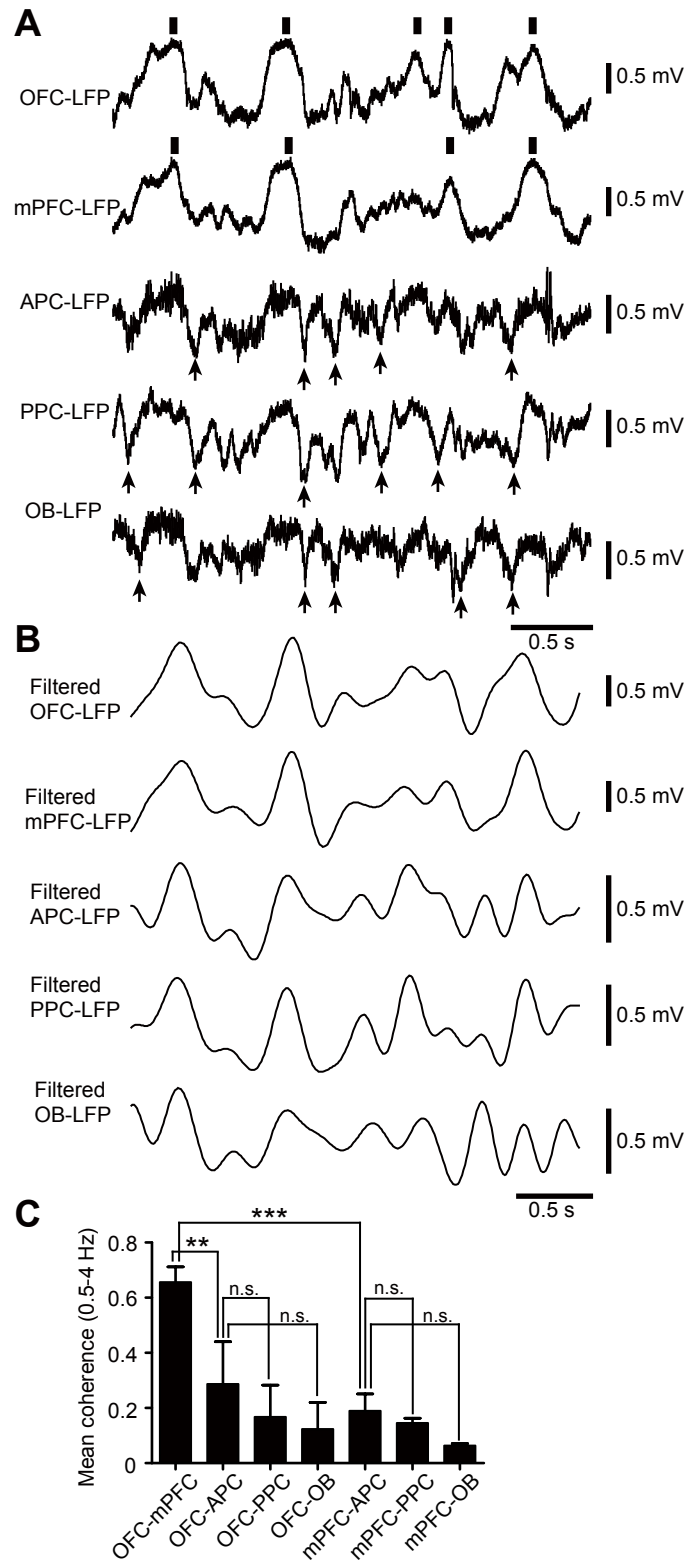 A
OFC-LFP
0.5 mV
mPFC-LFP
0.5 mV
APC-LFP
0.5 mV
PPC-LFP
0.5 mV
OB-LFP
0.5 mV
0.5 s
B
Filtered
OFC-LFP
0.5 mV
Filtered
mPFC-LFP
0.5 mV
Filtered
APC-LFP
0.5 mV
Filtered
PPC-LFP
0.5 mV
Filtered
OB-LFP
0.5 mV
0.5 s
C
Mean coherence (0.5-4 Hz)
0.8
0.6
0.4
0.2
0
***
**
n.s.
n.s.
n.s.
n.s.
OFC-mPFC
OFC-APC
OFC-PPC
OFC-OB
mPFC-APC
mPFC-PPC
mPFC-OB